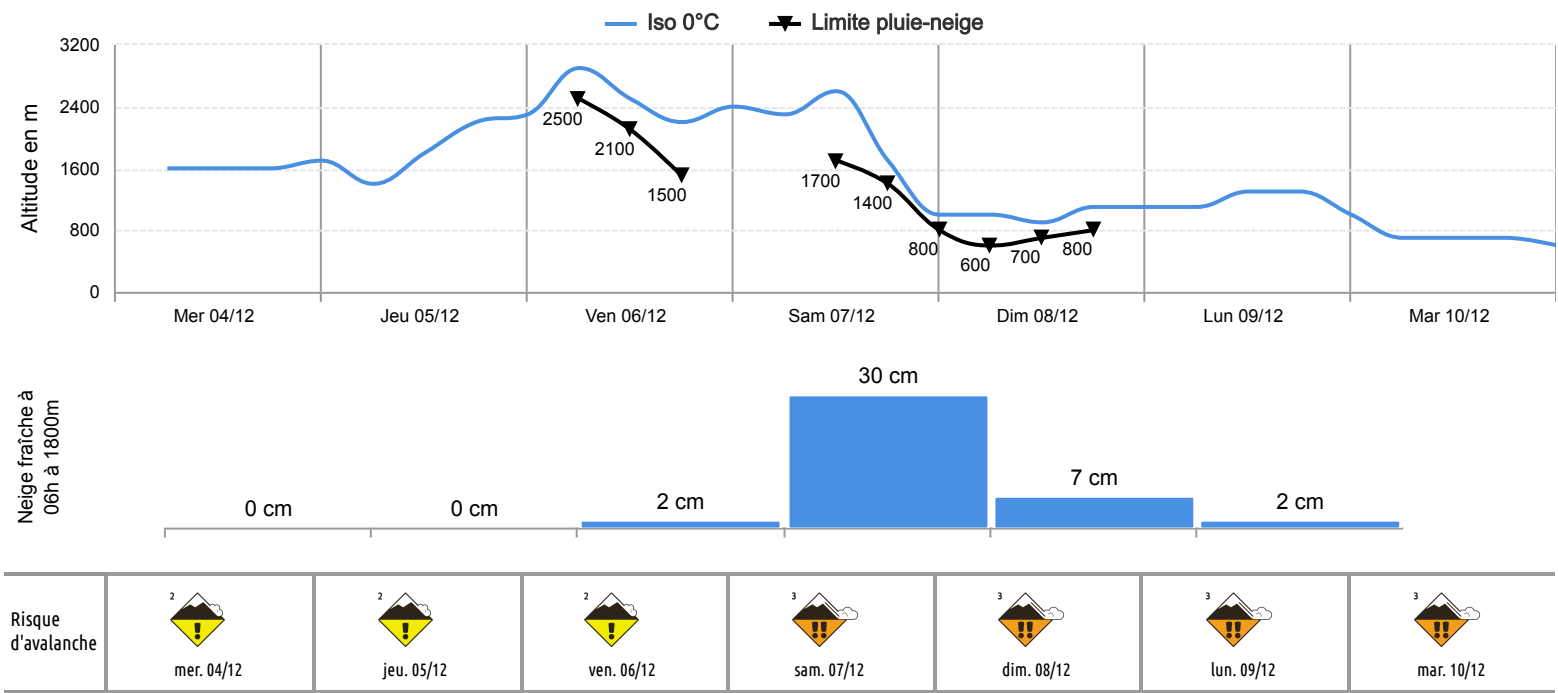 Iso 0°C Limite pluie-neige
Altitude en m
3200
2400
1600
800
0
2500
2100
1500
1700
1400
800
600
700
800
Mer 04/12 Jeu 05/12 Ven 06/12 Sam 07/12 Dim 08/12 Lun 09/12 Mar 10/12
Neige fraîche à
06h à 1800m
0 cm 0 cm 2 cm 30 cm 7 cm 2 cm
Risque
d'avalanche
2 2 2 3 3 3 3
! ! ! !! !! !! !!
mer. 04/12 jeu. 05/12 ven. 06/12 sam. 07/12 dim. 08/12 lun. 09/12 mar. 10/12